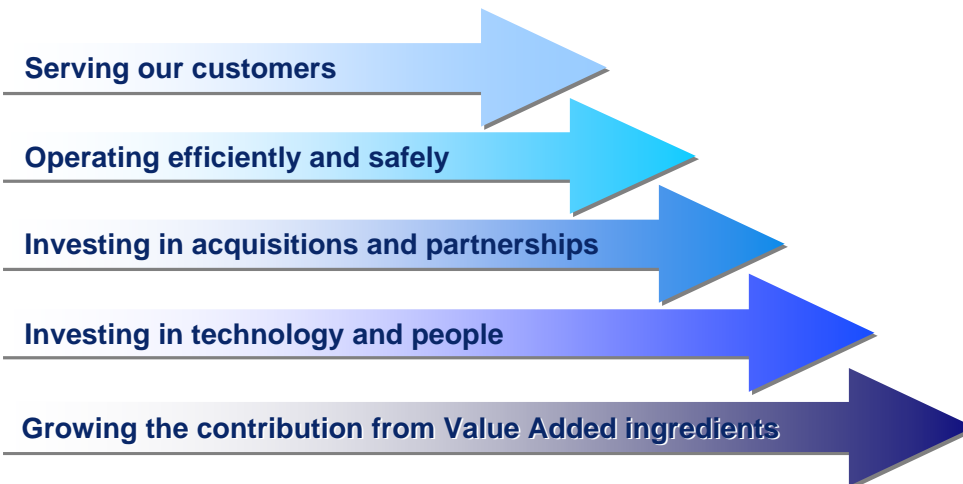 Serving our customers
Operating efficiently and safely
Investing in acquisitions and partnerships
Investing in technology and people
Growing the contribution from Value Added ingredients